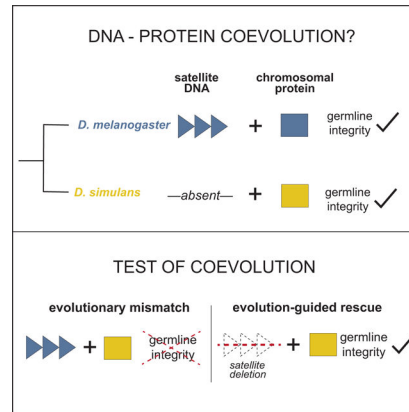 DNA - PROTEIN COEVOLUTION?
satellite chromosomal
DNA protein
D. melanogaster + germline
integrity
D. simulans —absent— + germline
integrity
TEST OF COEVOLUTION
evolutionary mismatch evolution-guided rescue
+ germline
integrity
satellite
deletion
+ germline
integrity